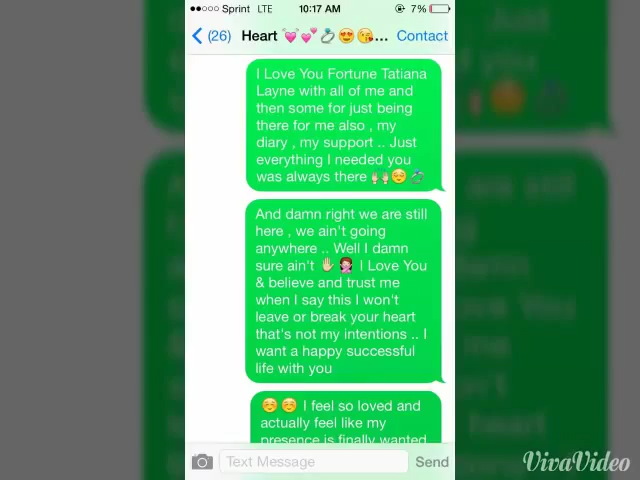 Sprint LTE 10:17 AM 7%
(26) Heart 💓💕💍😍😘... Contact
I Love You Fortune Tatiana
Layne with all of me and
then some for just being
there for me also , my
diary , my support .. Just
everything I needed you
was always there 🙌😌💍
And damn right we are still
here , we ain't going
anywhere .. Well I damn
sure ain't ✋🙅 I Love You
& believe and trust me
when I say this I won't
leave or break your heart
that's not my intentions .. I
want a happy successful
life with you
☺️ ☺️ I feel so loved and
actually feel like my
presence is finally wanted
Text Message Send
VivaVideo